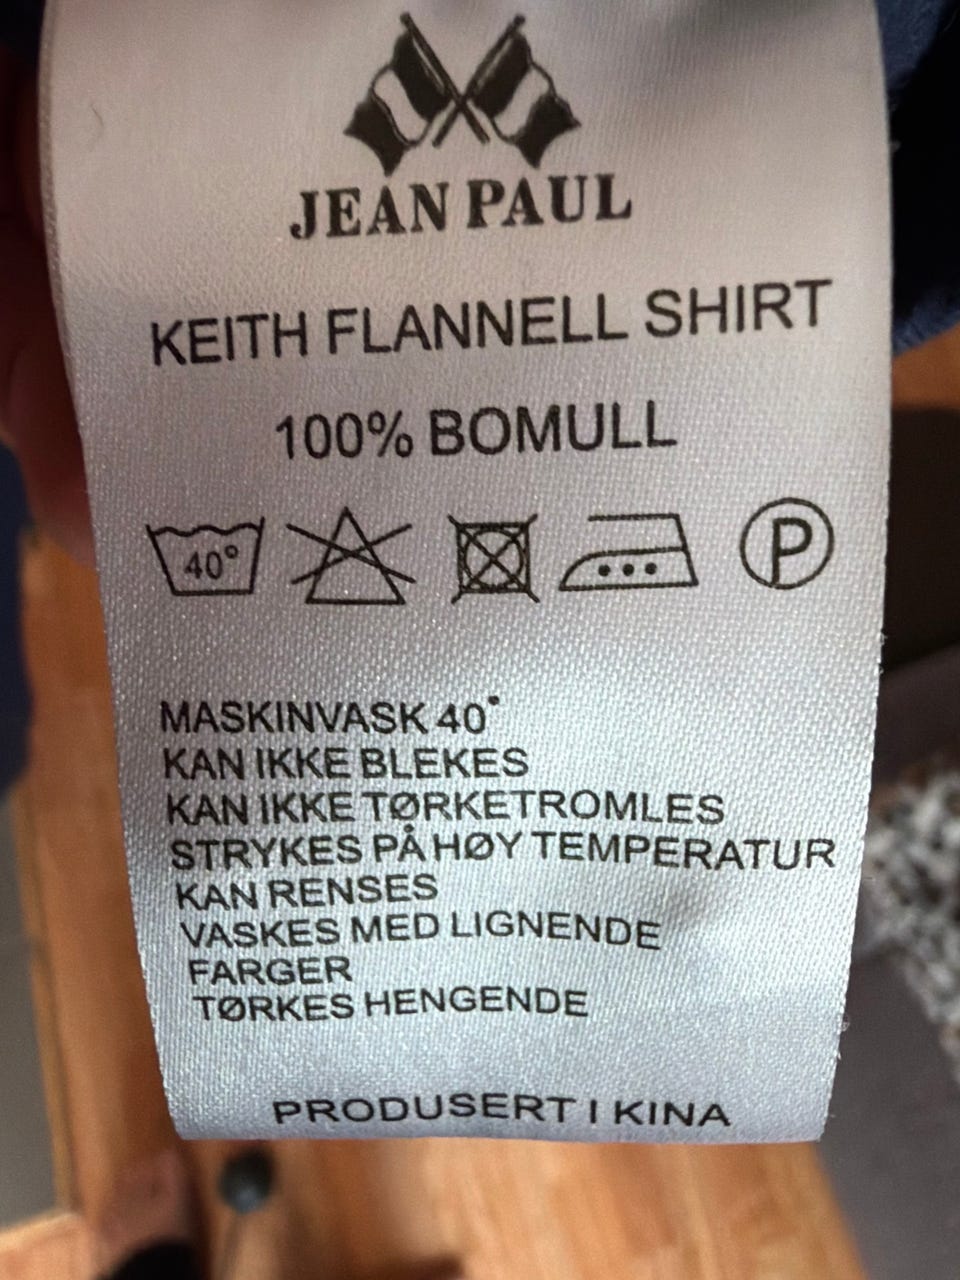 JEAN PAUL
KEITH FLANNELL SHIRT
100% BOMULL
40° P
MASKINVASK 40°
KAN IKKE BLEKES
KAN IKKE TØRKETROMLES
STRYKES PÅ HØY TEMPERATUR
KAN RENSES
VASKES MED LIGNENDE
FARGER
TØRKES HENGENDE
PRODUSERT I KINA